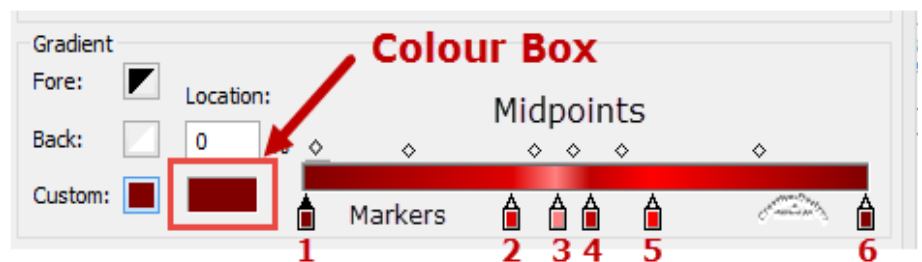 Gradient
Colour Box
Fore:
Location:
Midpoints
Back:
0
Custom:
Markers
1 2 3 4 5 6